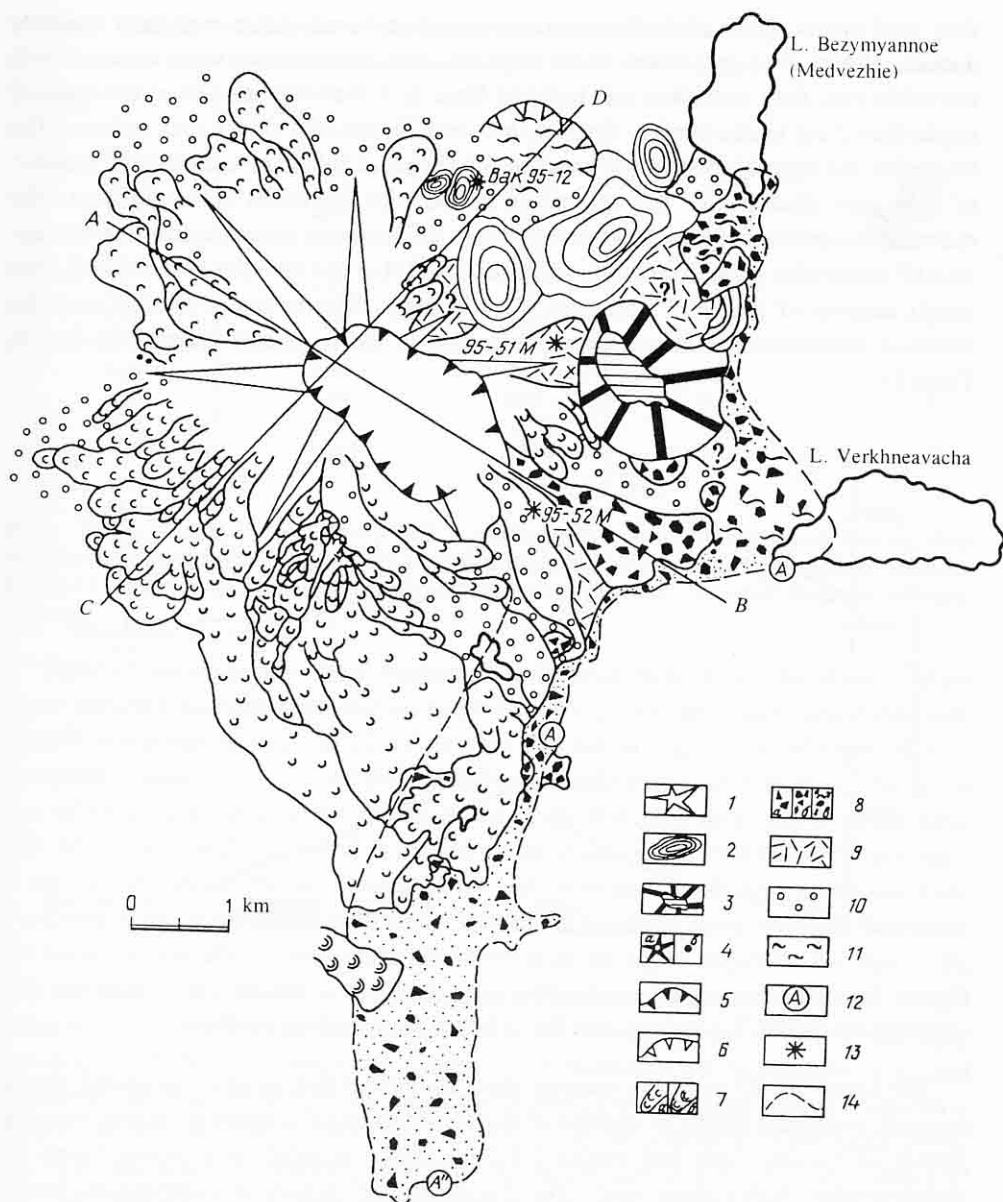 L. Bezymyannoe
(Medvezhie)
D
Вак 95-12
A
?
?
95-51 М
L. Verkhneavacha
?
95-52 М
A
B
C
A
0 1 km
1
2
3
а б 4
5
6
7
8
9
10
11
A 12
13
14
A"